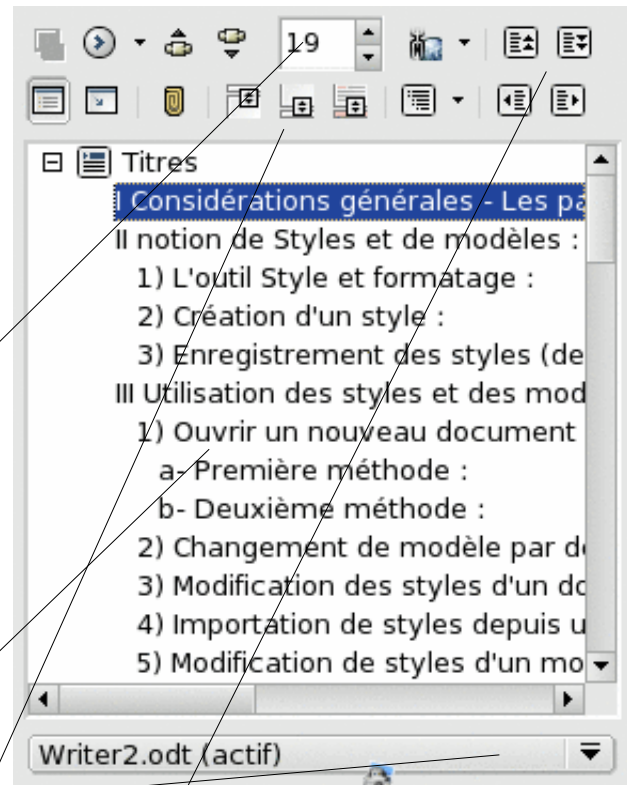 19
Titres
I Considérations générales - Les pa
II notion de Styles et de modèles :
1) L'outil Style et formatage :
2) Création d'un style :
3) Enregistrement des styles (de
III Utilisation des styles et des mod
1) Ouvrir un nouveau document
a- Première méthode :
b- Deuxième méthode :
2) Changement de modèle par de
3) Modification des styles d'un do
4) Importation de styles depuis u
5) Modification de styles d'un mo
Writer2.odt (actif)